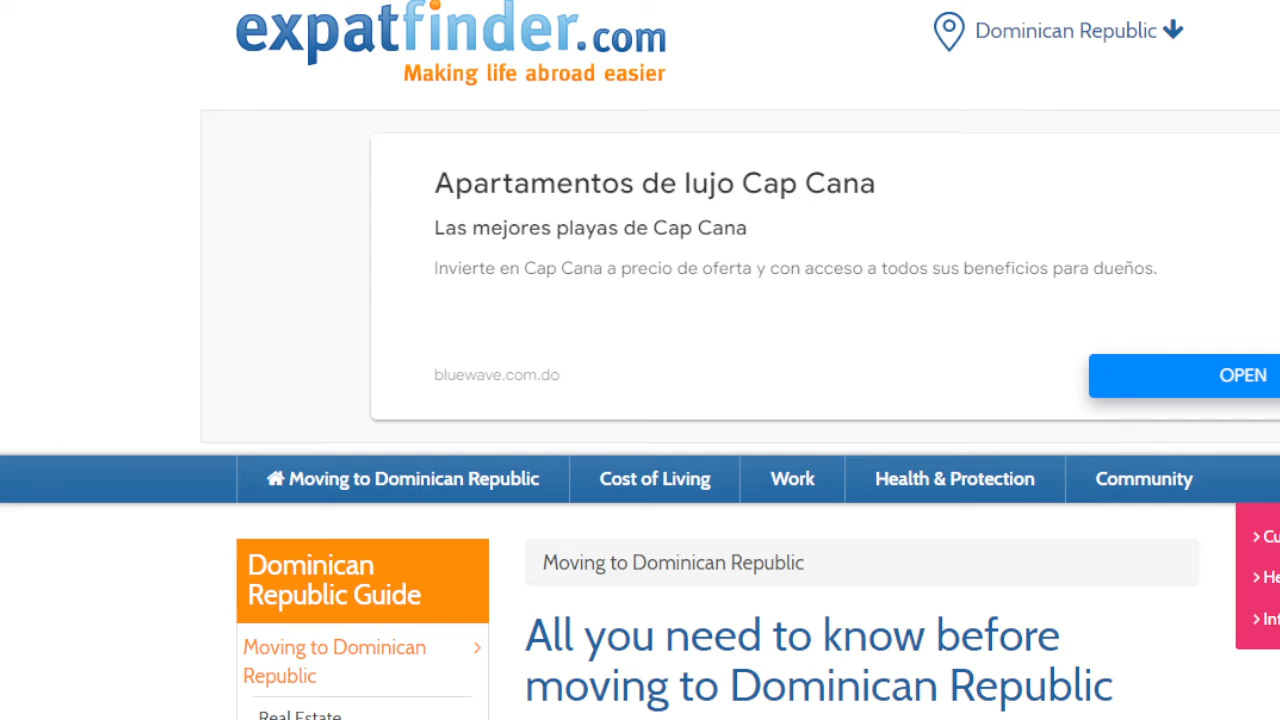 expatfinder.com
Making life abroad easier
Dominican Republic
Apartamentos de lujo Cap Cana
Las mejores playas de Cap Cana
Invierte en Cap Cana a precio de oferta y con acceso a todos sus beneficios para dueños.
bluewave.com.do
OPEN
Moving to Dominican Republic
Cost of Living
Work
Health & Protection
Community
Cu
He
Int
Dominican
Republic Guide
Moving to Dominican
Republic
Real Estate
Moving to Dominican Republic
All you need to know before
moving to Dominican Republic